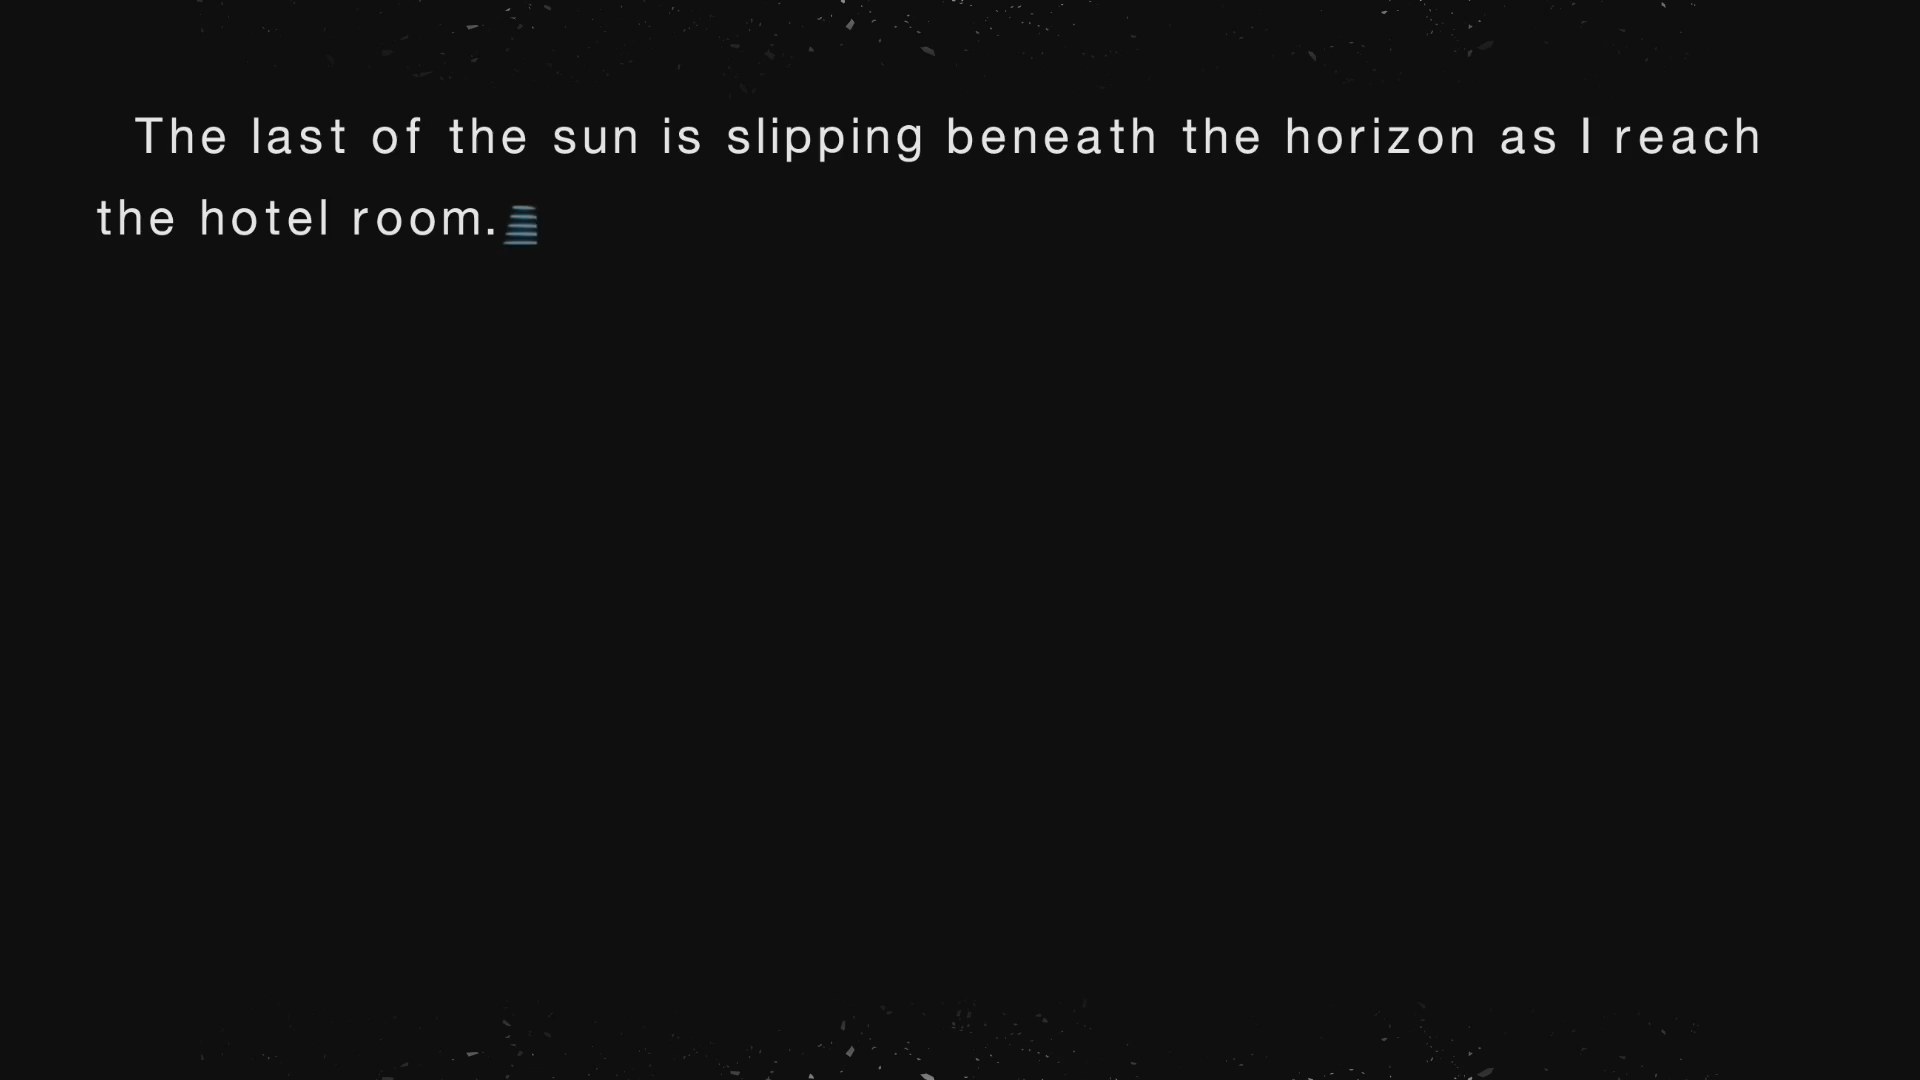 The last of the sun is slipping beneath the horizon as I reach
the hotel room.